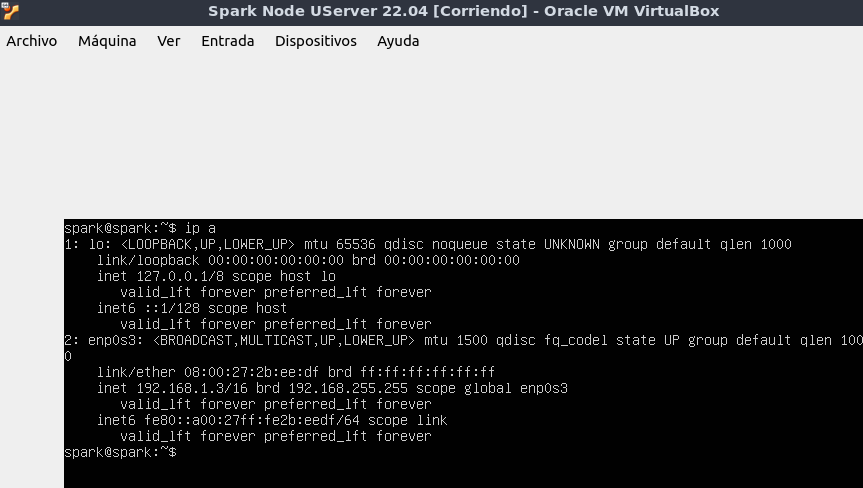 Spark Node UServer 22.04 [Corriendo] - Oracle VM VirtualBox
Archivo Máquina Ver Entrada Dispositivos Ayuda
spark@spark:~$ ip a
1: lo: <LOOPBACK,UP,LOWER_UP> mtu 65536 qdisc noqueue state UNKNOWN group default qlen 1000
    link/loopback 00:00:00:00:00:00 brd 00:00:00:00:00:00
    inet 127.0.0.1/8 scope host lo
       valid_lft forever preferred_lft forever
    inet6 ::1/128 scope host
       valid_lft forever preferred_lft forever
2: enp0s3: <BROADCAST,MULTICAST,UP,LOWER_UP> mtu 1500 qdisc fq_codel state UP group default qlen 100
0
    link/ether 08:00:27:2b:ee:df brd ff:ff:ff:ff:ff:ff
    inet 192.168.1.3/16 brd 192.168.255.255 scope global enp0s3
       valid_lft forever preferred_lft forever
    inet6 fe80::a00:27ff:fe2b:eedf/64 scope link
       valid_lft forever preferred_lft forever
spark@spark:~$